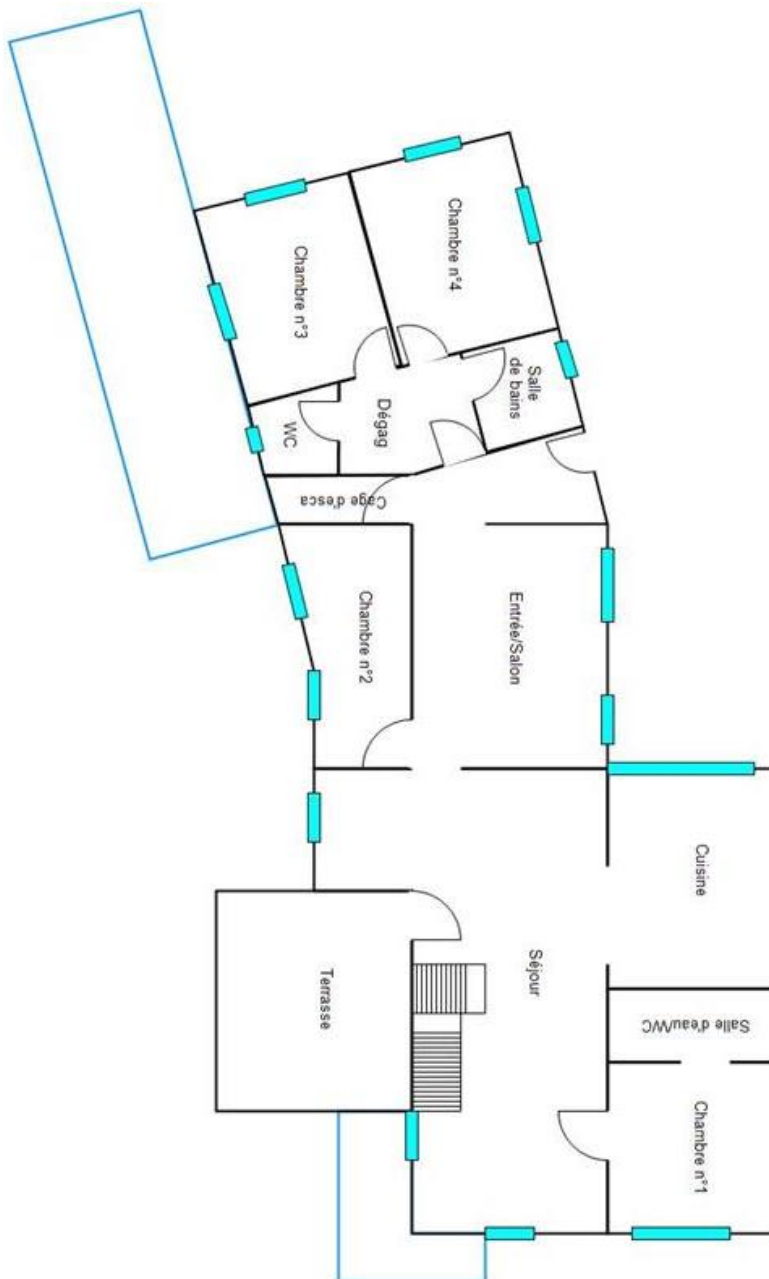 Chambre n°4
Chambre n°3
Salle
de bains
Dégag
WC
Cage d'esca
Chambre n°2
Entrée/Salon
Cuisine
Séjour
Terrasse
Salle d'eau/WC
Chambre n°1